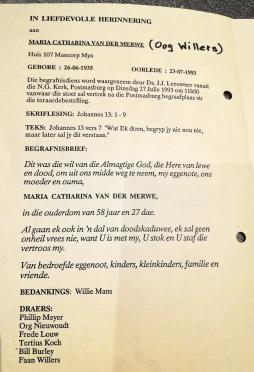 IN LIEFDEVOLLE HERINNERING
aan
MARIA CATHARINA VAN DER MERWE (Oog Willers)
Huis 107 Mancorp Myn
GEBORE : 26-06-1935 OORLEDE : 23-07-1993
Die begrafnisdiens word waargeneem deur Ds. J.J. Leeuwner vanuit
die N.G. Kerk, Postmasburg op Dinsdag 27 Julie 1993 om 11h00
vanwaar die stoet sal vertrek na die Postmasburg begraafplaas vir
die teraardebestelling.
SKRIFLESING: Johannes 13: 1 - 9
TEKS: Johannes 13 vers 7 "Wat Ek doen, begryp jy nie nou nie,
maar later sal jy dit verstaan."
BEGRAFNISBRIEF:
Dit was die wil van die Almagtige God, die Here van lewe
en dood, om uit ons midde weg te neem, my eggenote, ons
moeder en ouma,
MARIA CATHARINA VAN DER MERWE,
in die ouderdom van 58 jaar en 27 dae.
Al gaan ek ook in 'n dal van doodskaduwee, ek sal geen
onheil vrees nie, want U is met my, U stok en U staf die
vertroos my.
Van bedroefde eggenoot, kinders, kleinkinders, familie en
vriende.
BEDANKINGS: Willie Mans
DRAERS:
Phillip Meyer
Org Nieuwoudt
Frede Louw
Tertius Koch
Bill Burley
Faan Willers